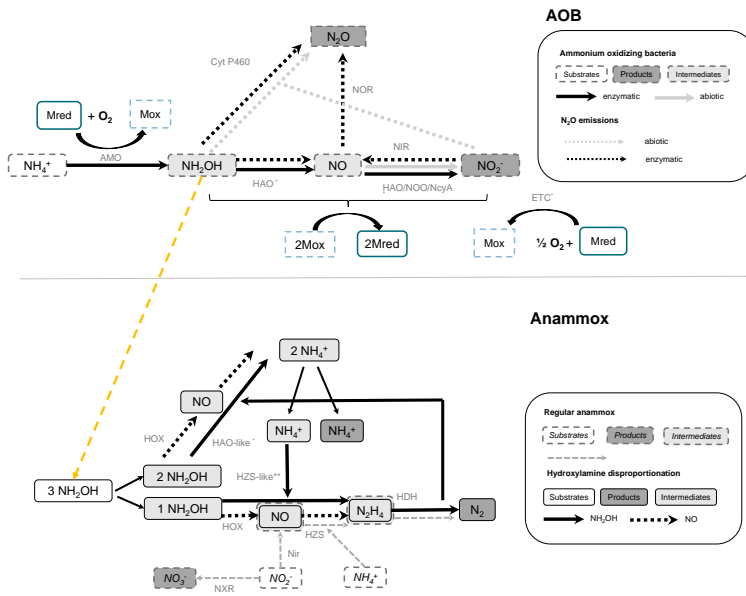 AOB
N₂O
Cyt P460
NOR
Mred + O₂ Mox
AMO
NH₄⁺ NH₂OH NO NIR NO₂⁻
HAO* HAO/NOO/NcyA
2Mox 2Mred
ETC*
Mox ½ O₂ + Mred
Ammonium oxidizing bacteria
Substrates Products Intermediates
enzymatic abiotic
N₂O emissions
abiotic
enzymatic
Anammox
2 NH₄⁺
NO
HOX
HAO-like*
NH₄⁺ NH₄⁺
HZS-like**
3 NH₂OH
2 NH₂OH
1 NH₂OH
HOX
NO
HZS
N₂H₄
HDH
N₂
Nir
NO₃⁻ NO₂⁻ NH₄⁺
NXR
Regular anammox
Substrates Products Intermediates
Hydroxylamine disproportionation
Substrates Products Intermediates
NH₂OH NO